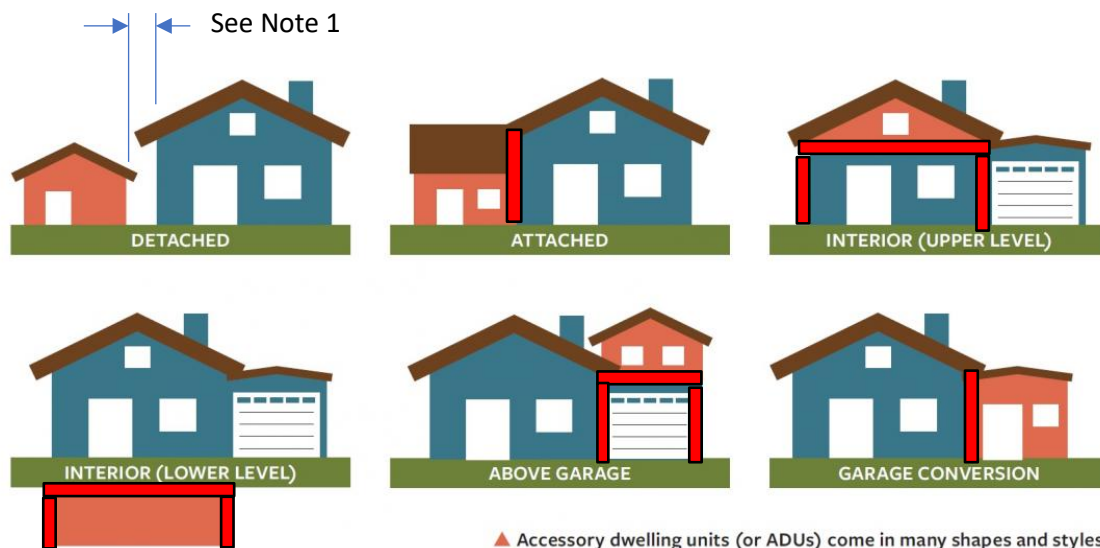 See Note 1
DETACHED
ATTACHED
INTERIOR (UPPER LEVEL)
INTERIOR (LOWER LEVEL)
ABOVE GARAGE
GARAGE CONVERSION
▲ Accessory dwelling units (or ADUs) come in many shapes and styles